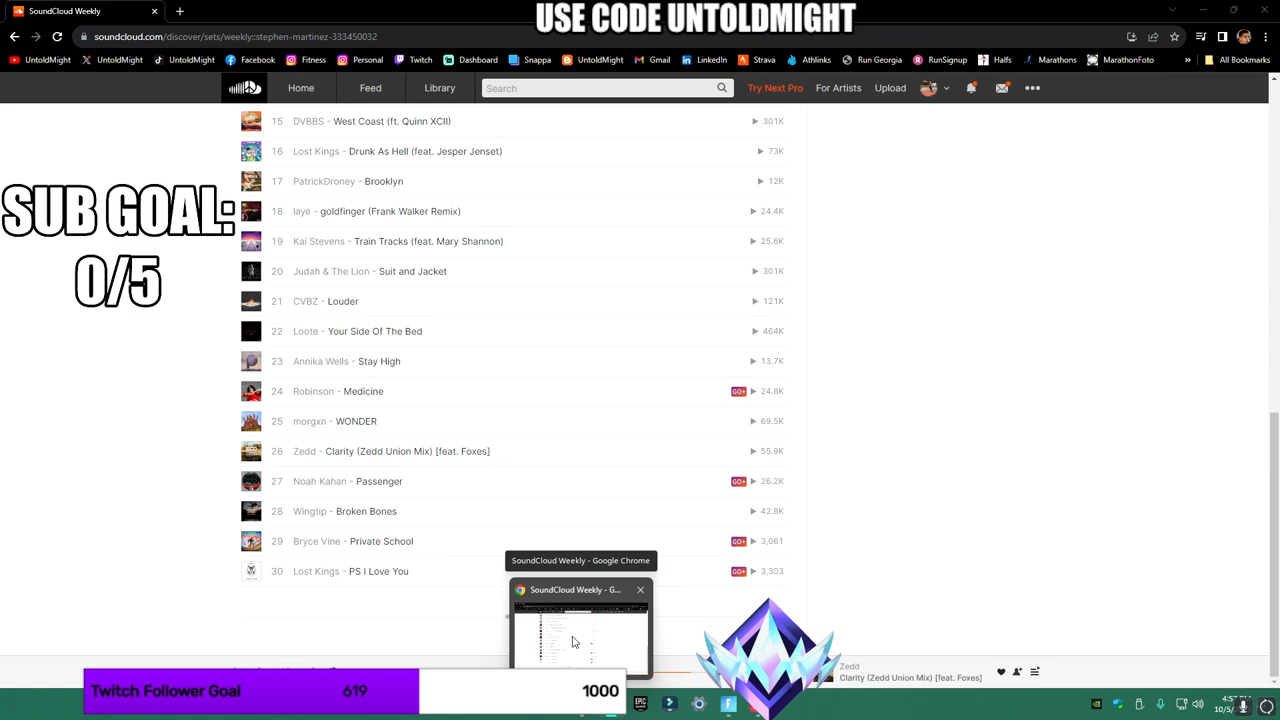 USE CODE UNTOLDMIGHT
SoundCloud Weekly
soundcloud.com/discover/sets/weekly::stephen-martinez-333450032
UntoldMight
UntoldMight
UntoldMight
UntoldMight
Facebook
Fitness
Personal
Twitch
Dashboard
Snappa
Gmail
LinkedIn
Strava
Athlinks
Run Georgia
RunSignup
Halfs
Marathons
MarathonFoto
All Bookmarks
Home
Feed
Library
Search
Try Next Pro
For Artists
Upload
15 DVBBS - West Coast (ft. Quinn XCII) 301K
16 Lost Kings - Drunk As Hell (feat. Jesper Jenset) 73K
17 PatrickDroney - Brooklyn 12K
18 laye - goldfinger (Frank Walker Remix) 24.4K
19 Kai Stevens - Train Tracks (feat. Mary Shannon) 25.6K
20 Judah & The Lion - Suit and Jacket 301K
21 CVBZ - Louder 121K
22 Loote - Your Side Of The Bed 464K
23 Annika Wells - Stay High 13.7K
24 Robinson - Medicine GO+ 24.8K
25 morgxn - WONDER 69.5K
26 Zedd - Clarity (Zedd Union Mix) [feat. Foxes] 55.9K
27 Noah Kahan - Passenger GO+ 26.2K
28 Wingtip - Broken Bones 42.8K
29 Bryce Vine - Private School GO+ 3,061
30 Lost Kings - PS I Love You GO+ 3,303
SUB GOAL:
0/5
SoundCloud Weekly - Google Chrome
SoundCloud Weekly - G...
Zedd
Clarity (Zedd Union Mix) [feat. Foxes]
Twitch Follower Goal 619 1000
EPIC